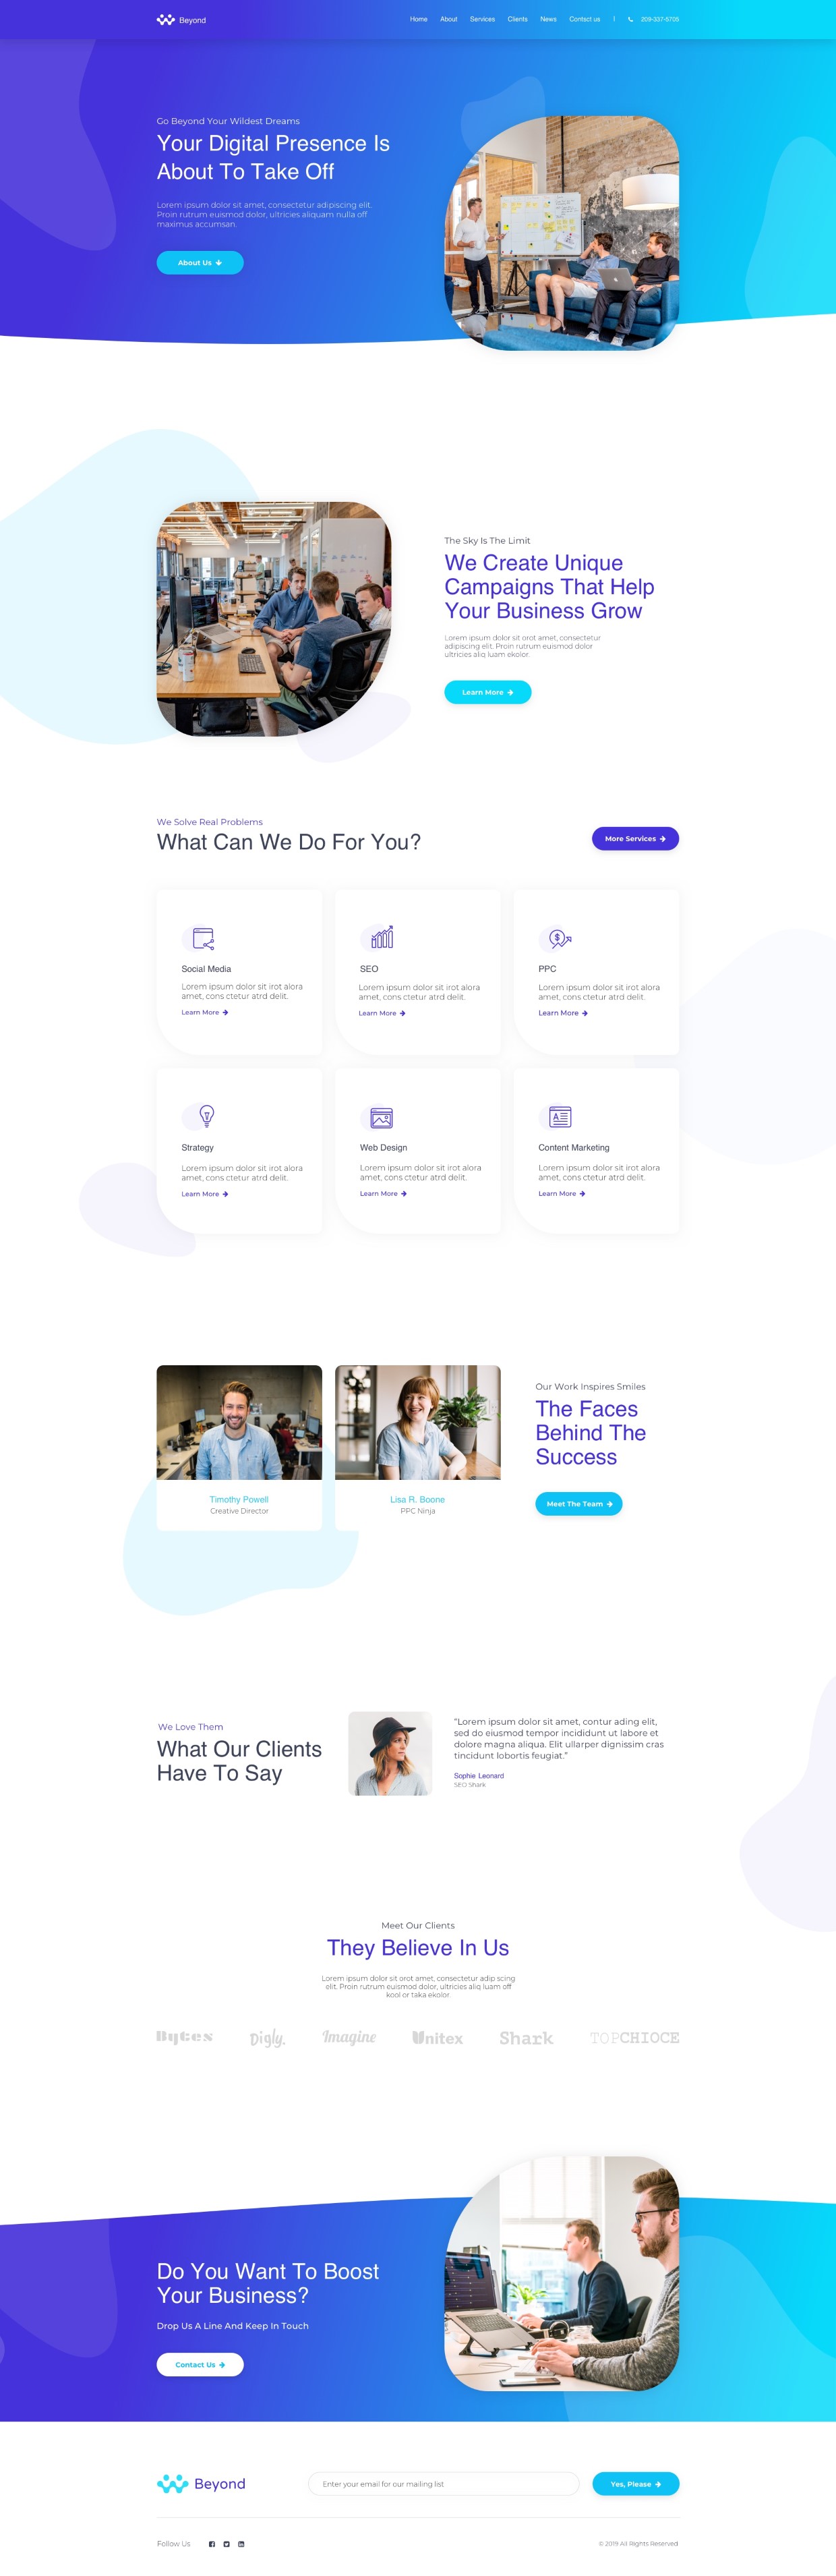 Beyond
Home About Services Clients News Contact us | 209-337-5705
Go Beyond Your Wildest Dreams
Your Digital Presence Is
About To Take Off
Lorem ipsum dolor sit amet, consectetur adipiscing elit.
Proin rutrum euismod dolor, ultricies aliquam nulla off
maximus accumsan.
About Us
The Sky Is The Limit
We Create Unique
Campaigns That Help
Your Business Grow
Lorem ipsum dolor sit orot amet, consectetur
adipiscing elit. Proin rutrum euismod dolor
ultricies aliq luam ekolor.
Learn More
We Solve Real Problems
What Can We Do For You?
More Services
Social Media
Lorem ipsum dolor sit irot alora
amet, cons ctetur atrd delit.
Learn More
SEO
Lorem ipsum dolor sit irot alora
amet, cons ctetur atrd delit.
Learn More
PPC
Lorem ipsum dolor sit irot alora
amet, cons ctetur atrd delit.
Learn More
Strategy
Lorem ipsum dolor sit irot alora
amet, cons ctetur atrd delit.
Learn More
Web Design
Lorem ipsum dolor sit irot alora
amet, cons ctetur atrd delit.
Learn More
Content Marketing
Lorem ipsum dolor sit irot alora
amet, cons ctetur atrd delit.
Learn More
Timothy Powell
Creative Director
Lisa R. Boone
PPC Ninja
Our Work Inspires Smiles
The Faces
Behind The
Success
Meet The Team
We Love Them
What Our Clients
Have To Say
“Lorem ipsum dolor sit amet, contur ading elit,
sed do eiusmod tempor incididunt ut labore et
dolore magna aliqua. Elit ullarper dignissim cras
tincidunt lobortis feugiat.”
Sophie Leonard
SEO Shark
Meet Our Clients
They Believe In Us
Lorem ipsum dolor sit orot amet, consectetur adip scing
elit. Proin rutrum euismod dolor, ultricies aliq luam off
kool or taka ekolor.
Bytes Digly. Imagine Unitex Shark TOPCHIOCE
Do You Want To Boost
Your Business?
Drop Us A Line And Keep In Touch
Contact Us
Beyond
Enter your email for our mailing list
Yes, Please
Follow Us
© 2019 All Rights Reserved